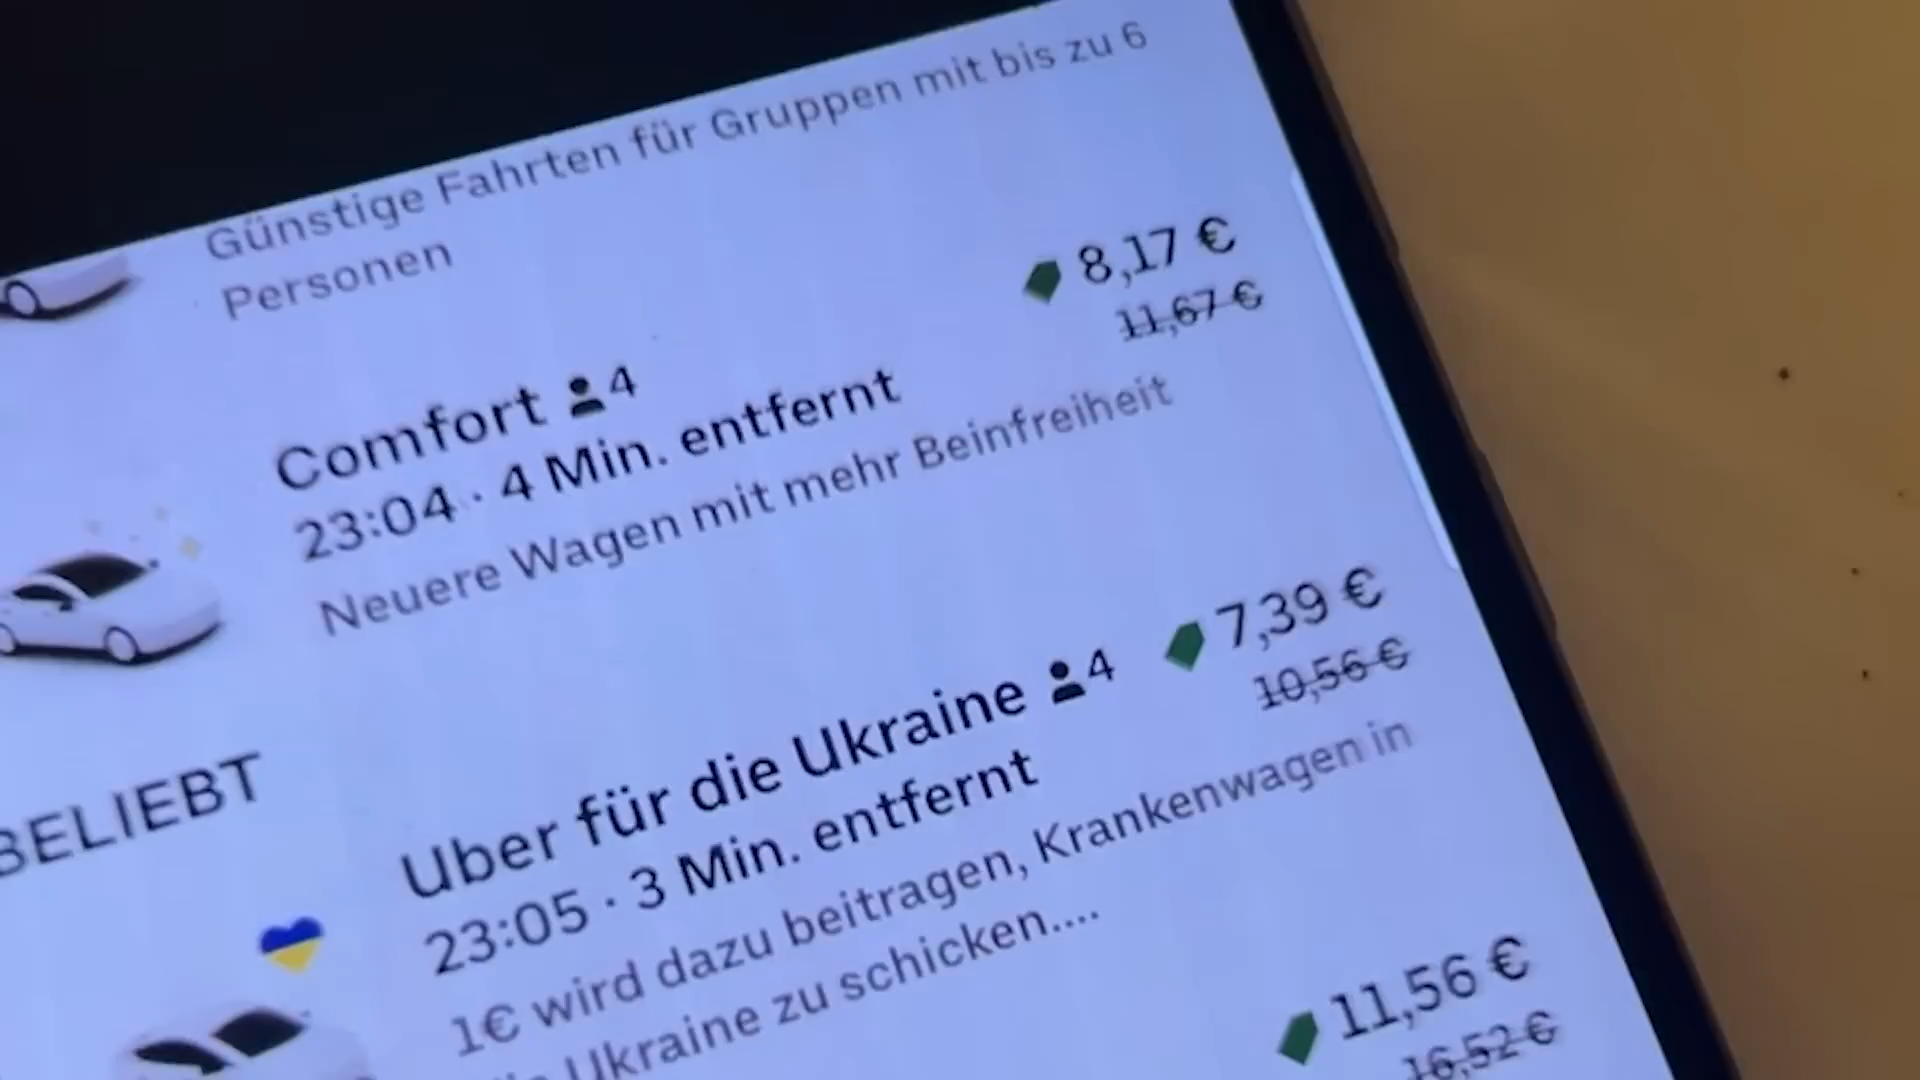 Günstige Fahrten für Gruppen mit bis zu 6
Personen
8,17 €
11,67 €
Comfort 4
23:04 · 4 Min. entfernt
Neuere Wagen mit mehr Beinfreiheit
7,39 €
10,56 €
BELIEBT
Uber für die Ukraine 4
23:05 · 3 Min. entfernt
1€ wird dazu beitragen, Krankenwagen in
Ukraine zu schicken....
11,56 €
16,52 €